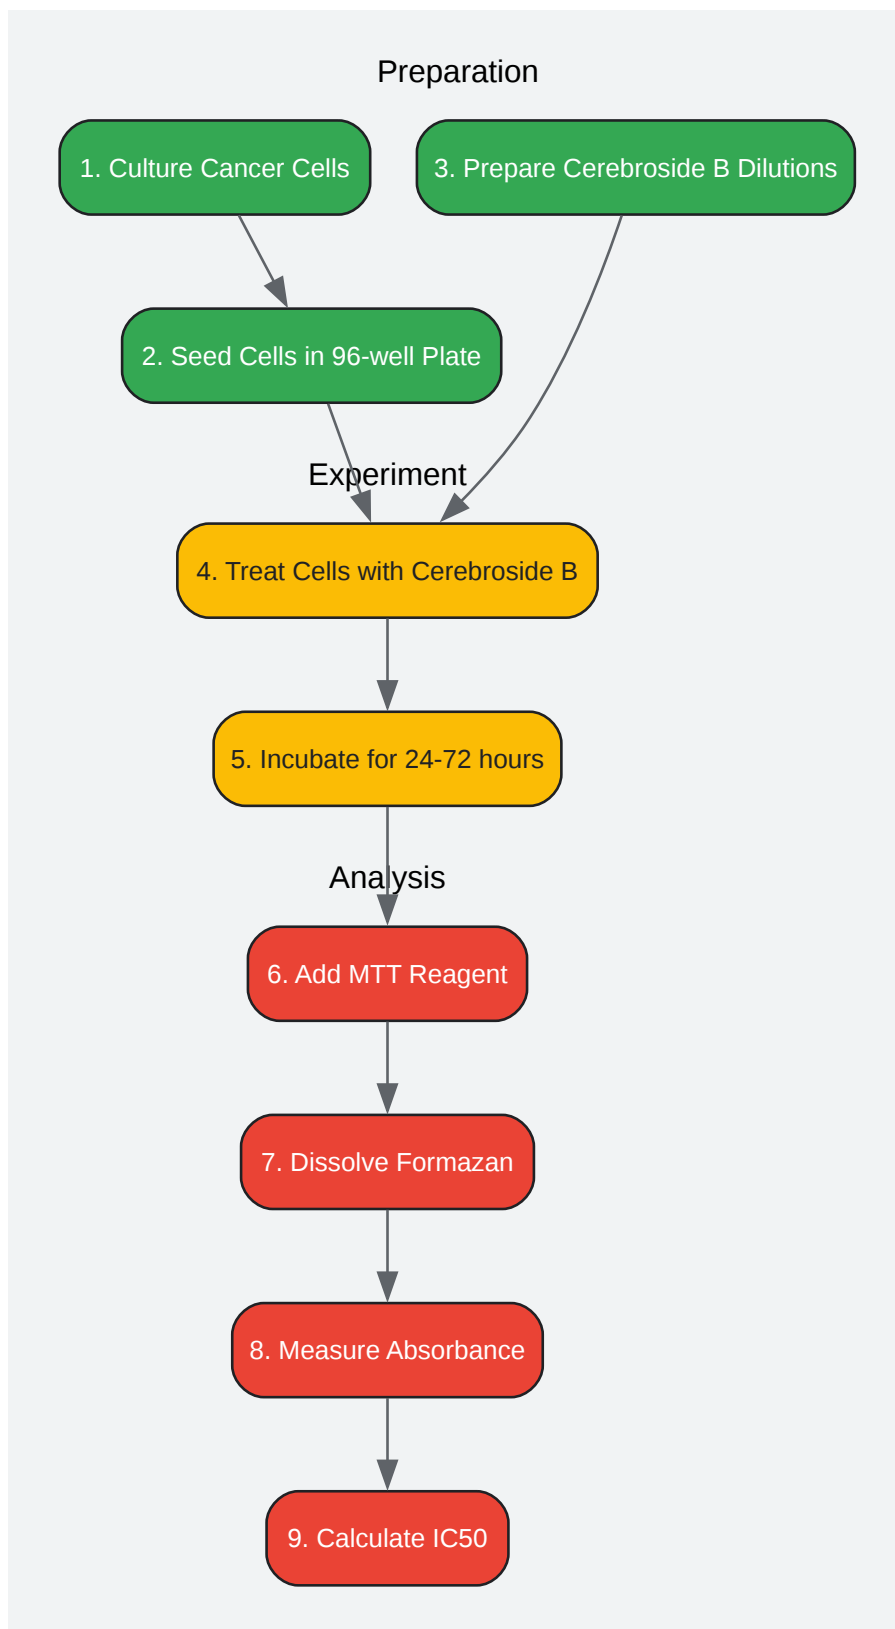 Preparation
1. Culture Cancer Cells
3. Prepare Cerebroside B Dilutions
2. Seed Cells in 96-well Plate
Experiment
4. Treat Cells with Cerebroside B
5. Incubate for 24-72 hours
Analysis
6. Add MTT Reagent
7. Dissolve Formazan
8. Measure Absorbance
9. Calculate IC50